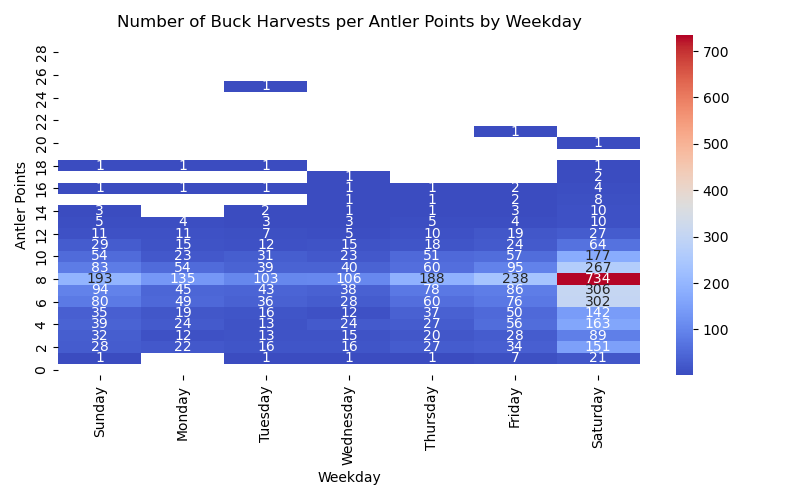 Number of Buck Harvests per Antler Points by Weekday
28
26
1
24
22
1
20
1
18 1 1 1 1
1 2
16 1 1 1 1 1 2 4
1 1 2 8
14 3 2 1 1 3 10
5 4 3 3 5 4 10
12 11 11 7 5 10 19 27
29 15 12 15 18 24 64
10 54 23 31 23 51 57 177
83 54 39 40 60 95 267
8 193 135 103 106 188 238 734
94 45 43 38 78 86 306
6 80 49 36 28 60 76 302
35 19 16 12 37 50 142
4 39 24 13 24 27 56 163
32 12 13 15 20 28 89
2 28 22 16 16 27 34 151
1 1 1 1 7 21
0
Antler Points
Sunday
Monday
Tuesday
Wednesday
Thursday
Friday
Saturday
Weekday
700
600
500
400
300
200
100